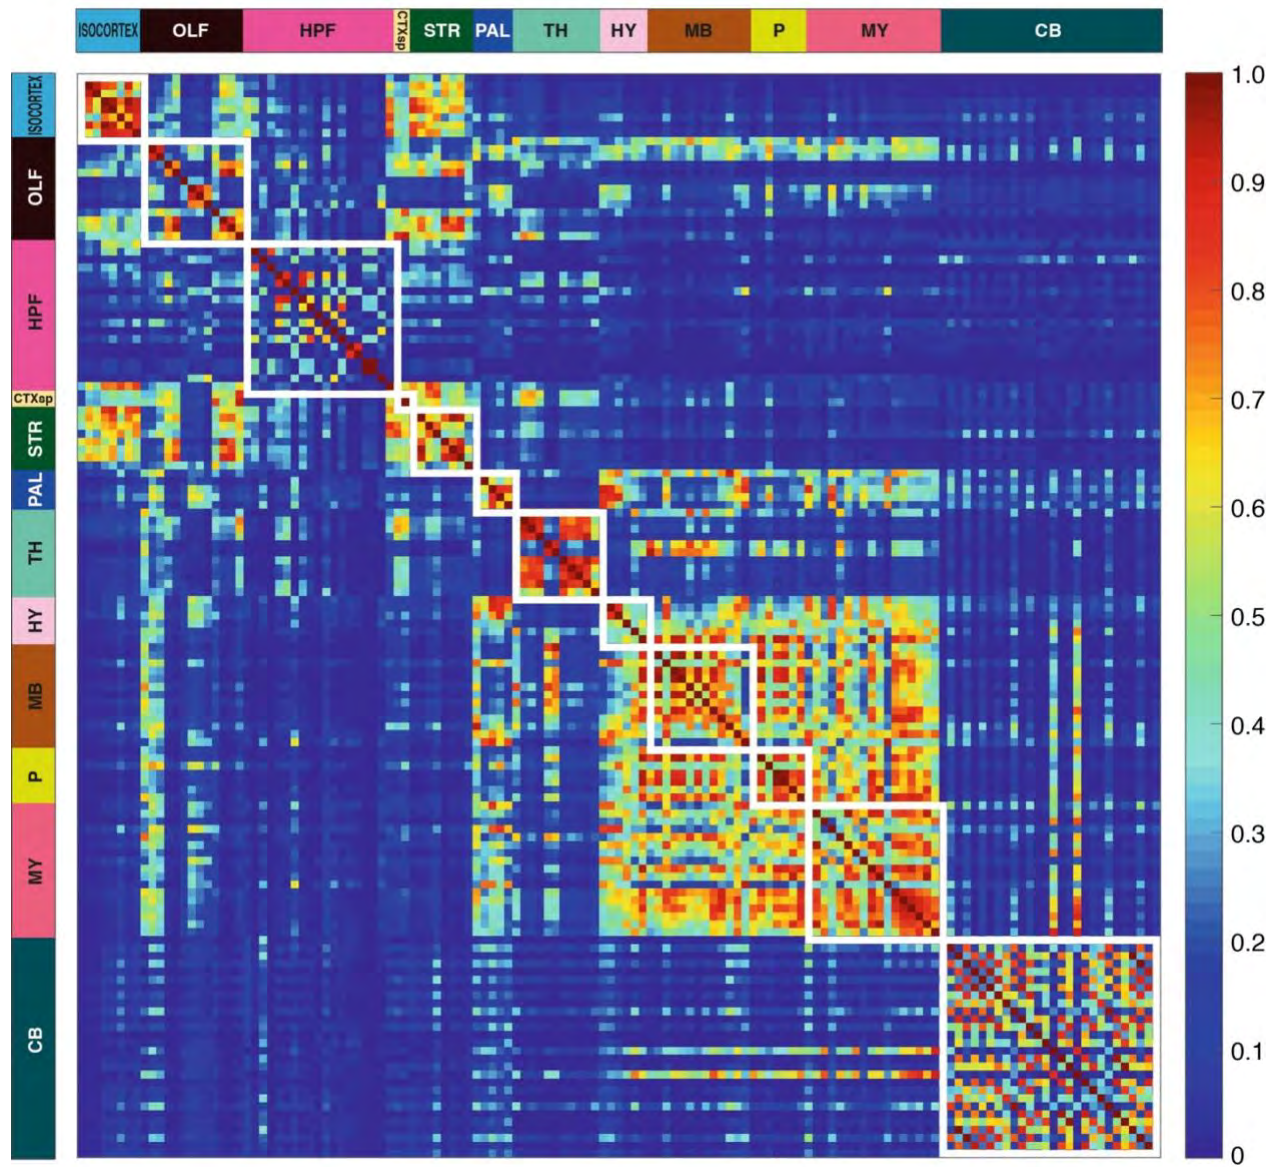 ISOCORTEX OLF HPF CTXsp STR PAL TH HY MB P MY CB
ISOCORTEX
OLF
HPF
CTXsp
STR
PAL
TH
HY
MB
P
MY
CB
1.0
0.9
0.8
0.7
0.6
0.5
0.4
0.3
0.2
0.1
0